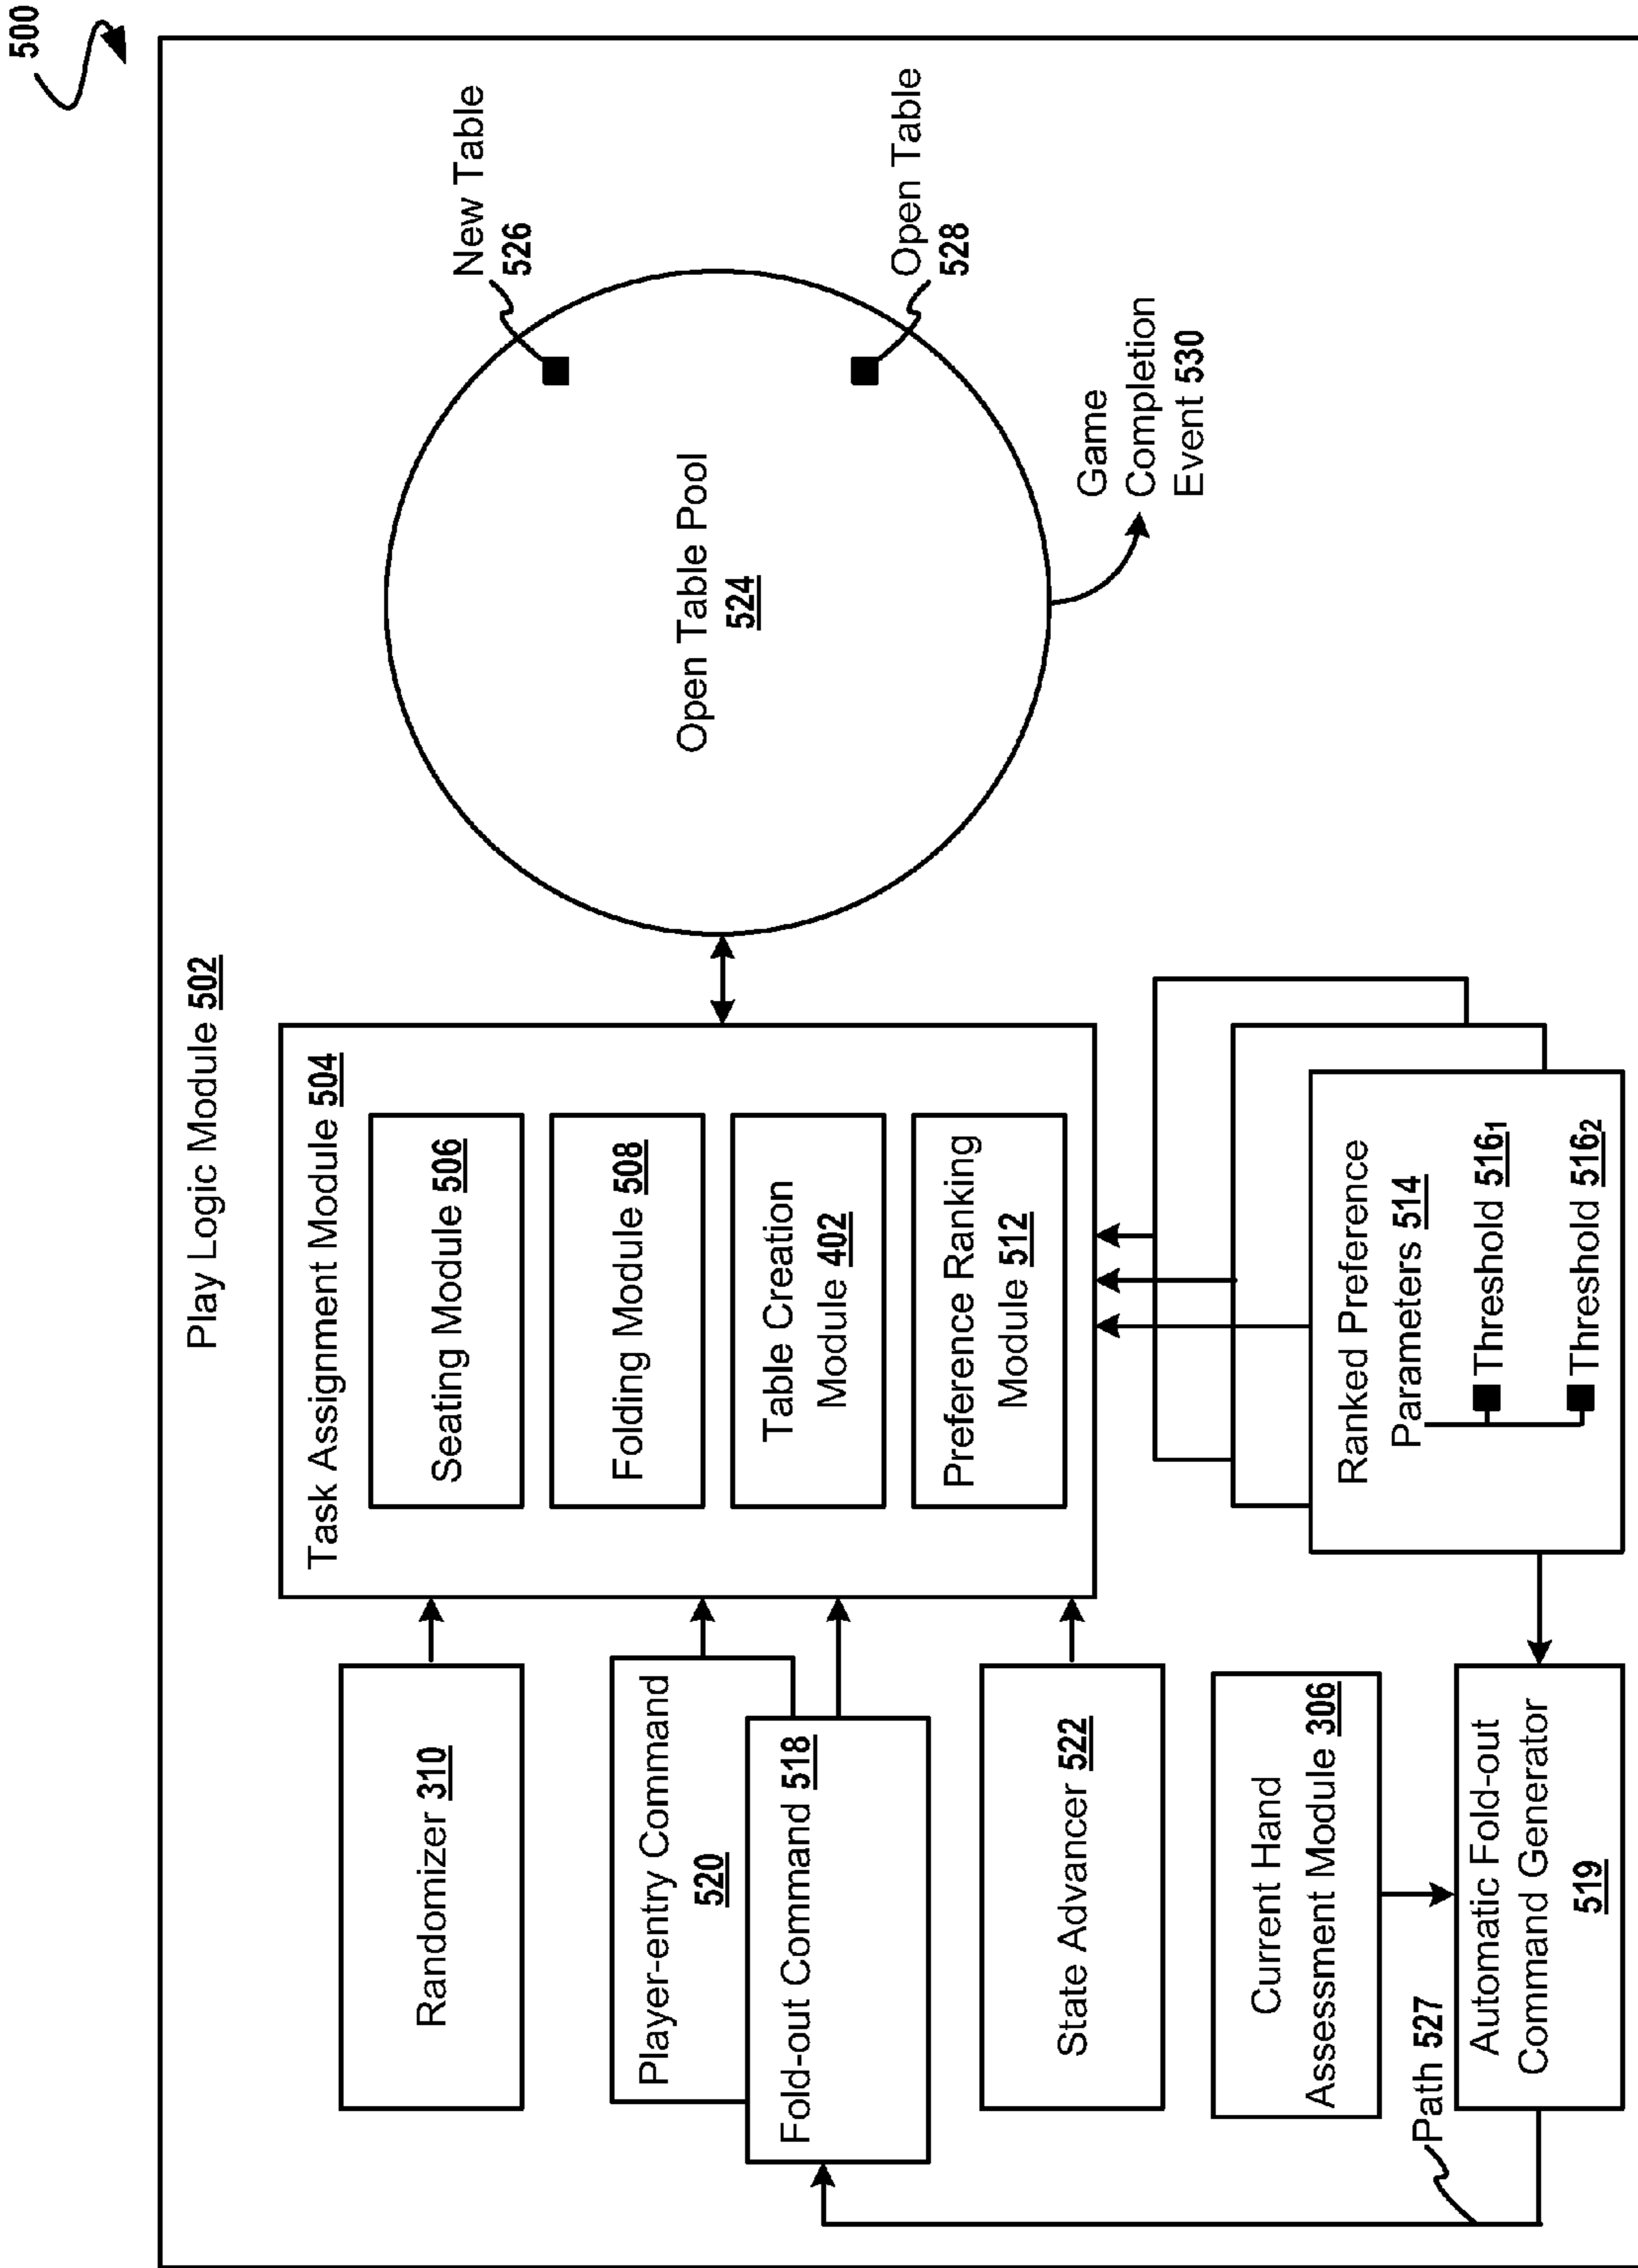 500
Play Logic Module 502
Task Assignment Module 504
Seating Module 506
Folding Module 508
Table Creation
Module 402
Preference Ranking
Module 512
Randomizer 310
Player-entry Command
520
Fold-out Command 518
State Advancer 522
Current Hand
Assessment Module 306
Automatic Fold-out
Command Generator
519
Path 527
Ranked Preference
Parameters 514
Threshold 516₁
Threshold 516₂
Open Table Pool
524
New Table
526
Open Table
528
Game
Completion
Event 530